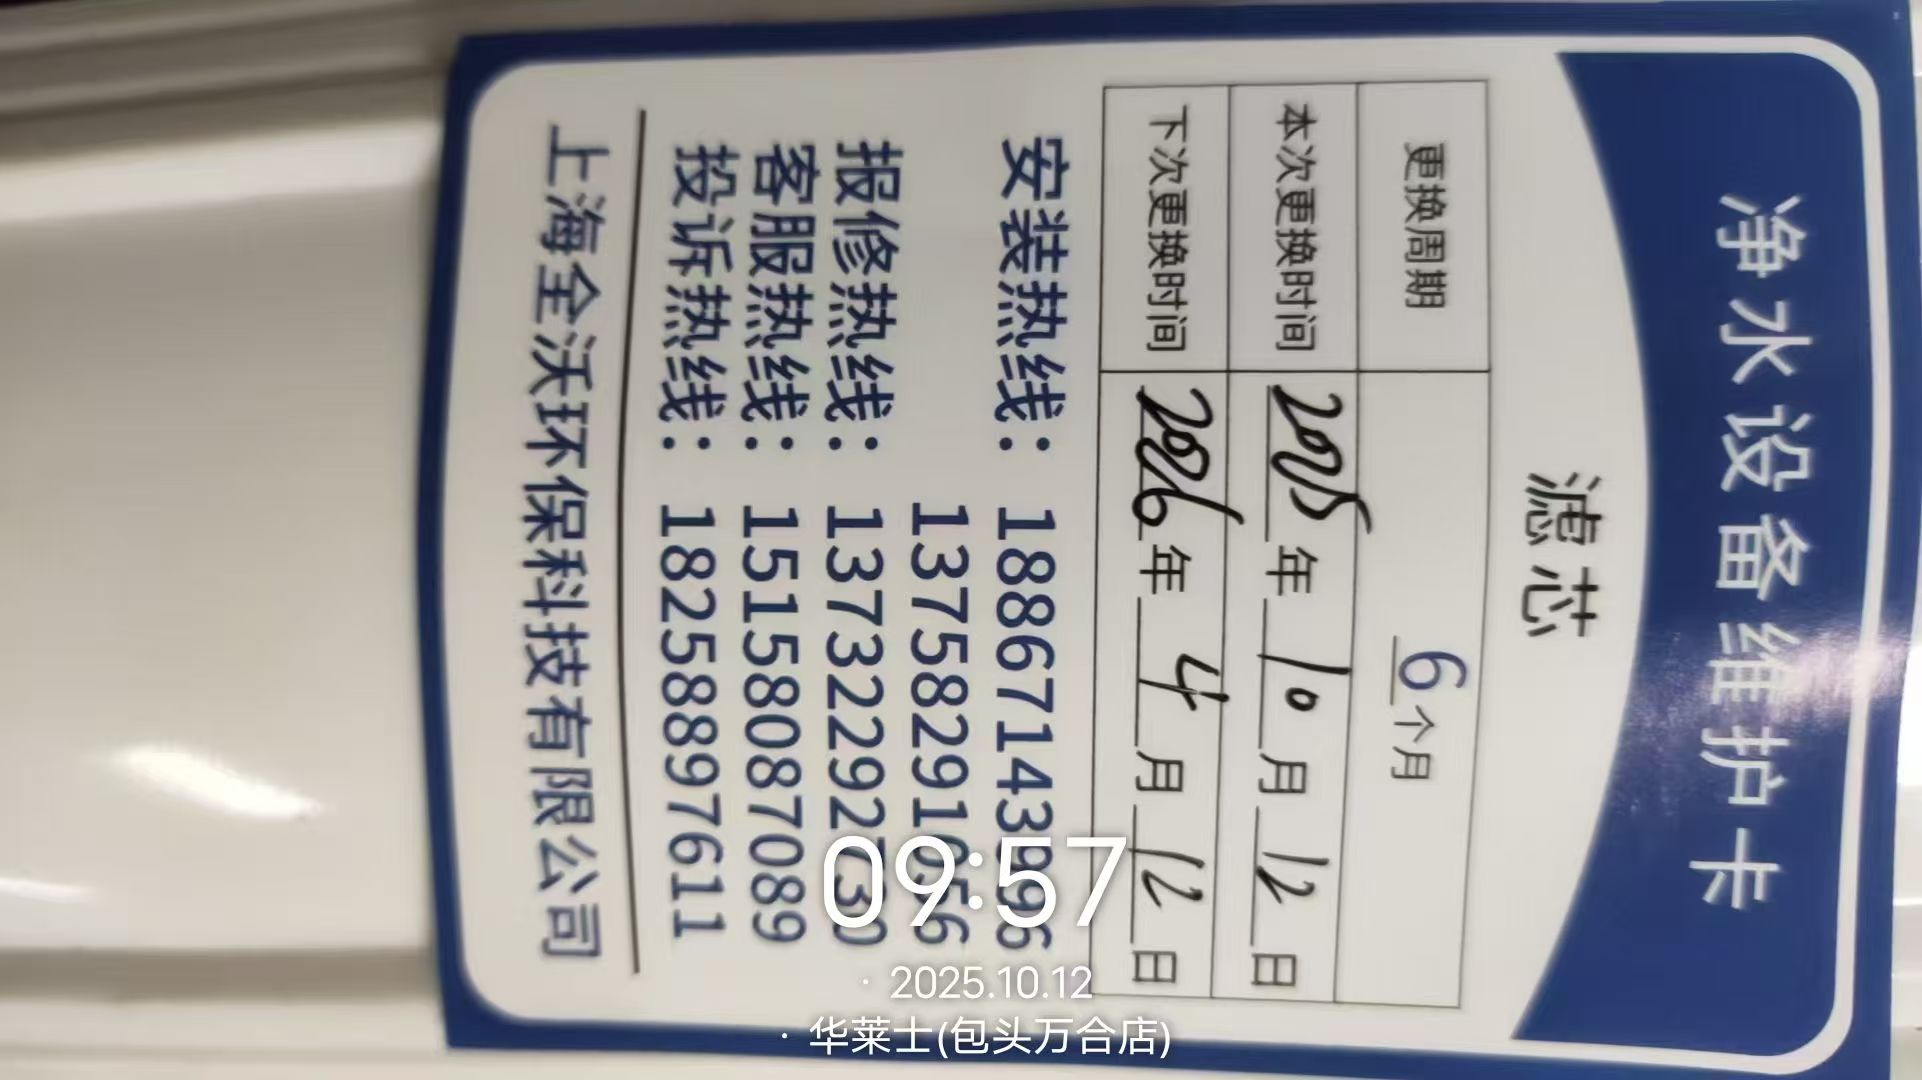 净水设备维护卡
滤芯
更换周期 6个月
本次更换时间 2025年10月12日
下次更换时间 2026年4月12日
安装热线：18867143996
13758291056
报修热线：13732292730
客服热线：15158087089
投诉热线：18258897611
上海全沃环保科技有限公司
09:57
· 2025.10.12
· 华莱士(包头万合店)